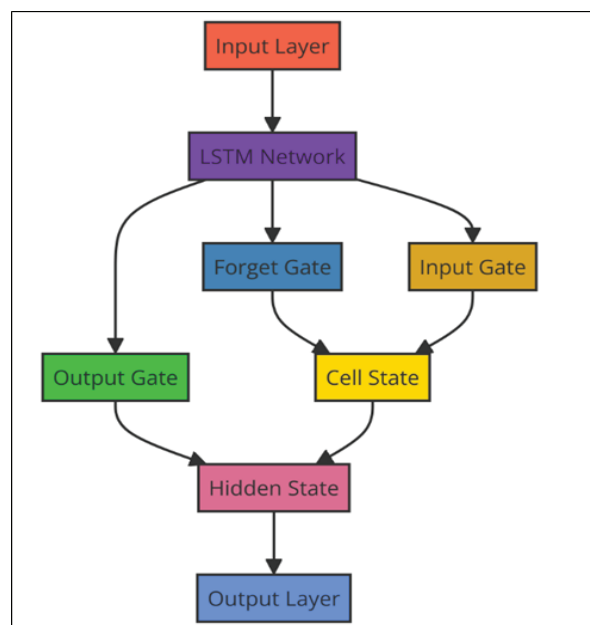 Input Layer
LSTM Network
Forget Gate
Input Gate
Output Gate
Cell State
Hidden State
Output Layer